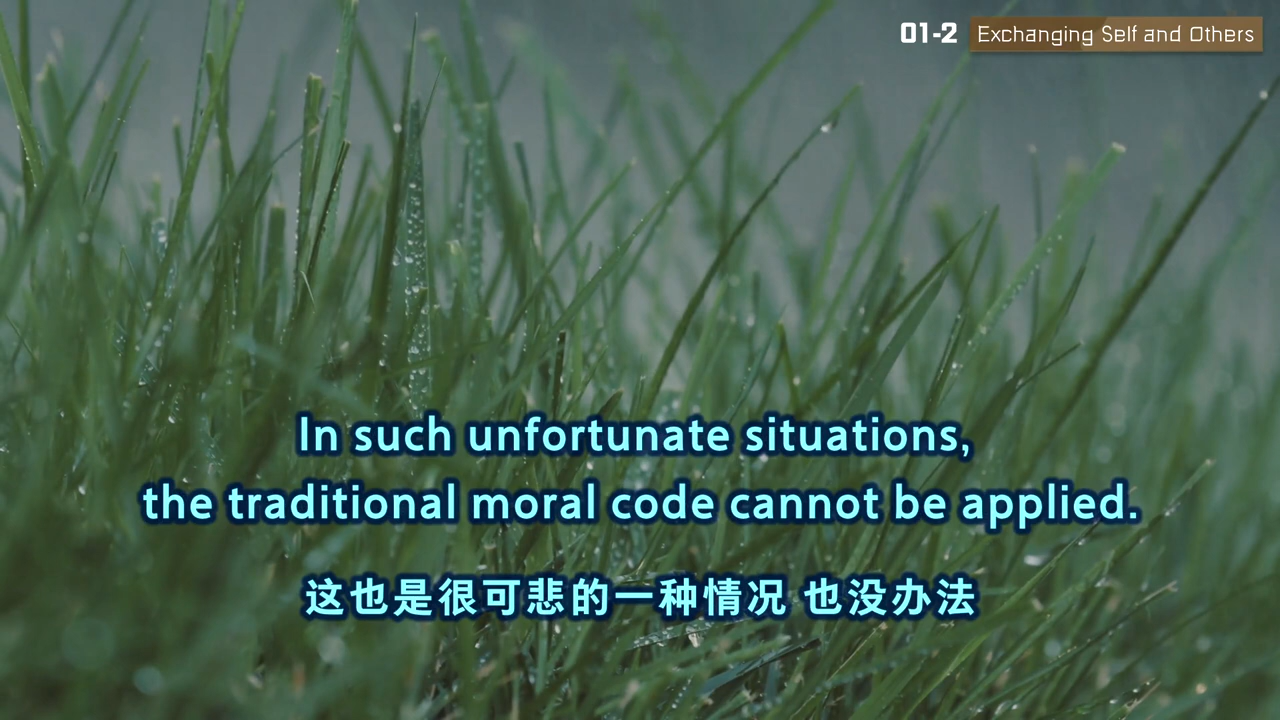 01-2 Exchanging Self and Others
In such unfortunate situations,
the traditional moral code cannot be applied.
这也是很可悲的一种情况 也没办法